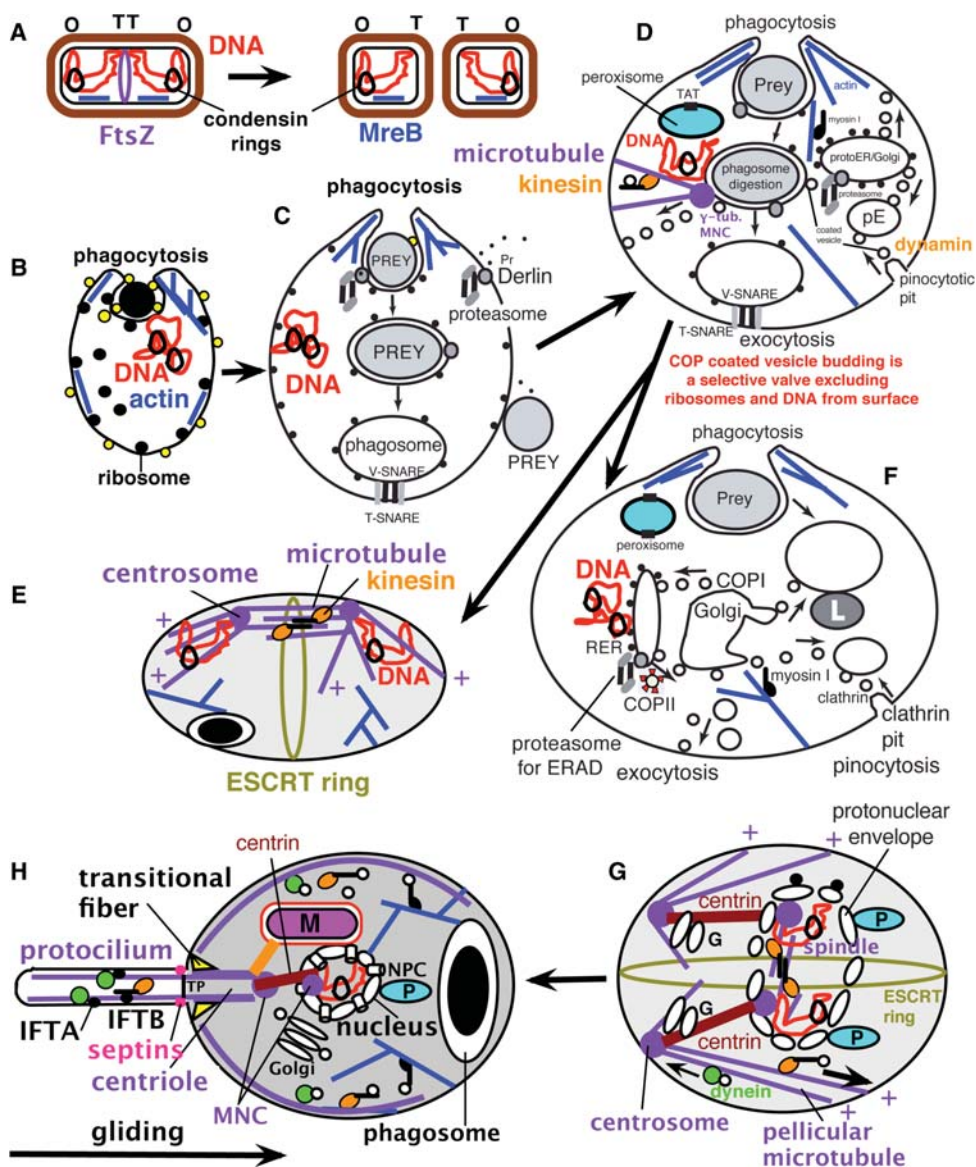 A
O TT O
DNA
O T T O
FtsZ
condensin
rings
MreB
B
phagocytosis
DNA
actin
ribosome
C
phagocytosis
PREY
Pr
Derlin
proteasome
DNA
PREY
phagosome
V-SNARE
T-SNARE
PREY
D
phagocytosis
peroxisome
TAT
Prey
actin
myosin I
DNA
microtubule
kinesin
phagosome
digestion
protoER/Golgi
proteasome
γ-tub.
MNC
pE
coated
vesicle
dynamin
pinocytotic
pit
V-SNARE
T-SNARE
exocytosis
COP coated vesicle budding is
a selective valve excluding
ribosomes and DNA from surface
E
centrosome
microtubule
kinesin
+
+
+
DNA
ESCRT ring
F
phagocytosis
Prey
peroxisome
DNA
COPI
Golgi
L
RER
COPII
myosin I
clathrin
clathrin
pit
pinocytosis
proteasome
for ERAD
exocytosis
H
centrin
transitional
fiber
protocilium
M
TP
NPC
P
nucleus
IFTA
IFTB
septins
centriole
Golgi
MNC
phagosome
gliding
G
protonuclear
envelope
+
+
centrin
G
spindle
P
ESCRT
ring
G
centrin
P
dynein
centrosome
+
+
pellicular
microtubule